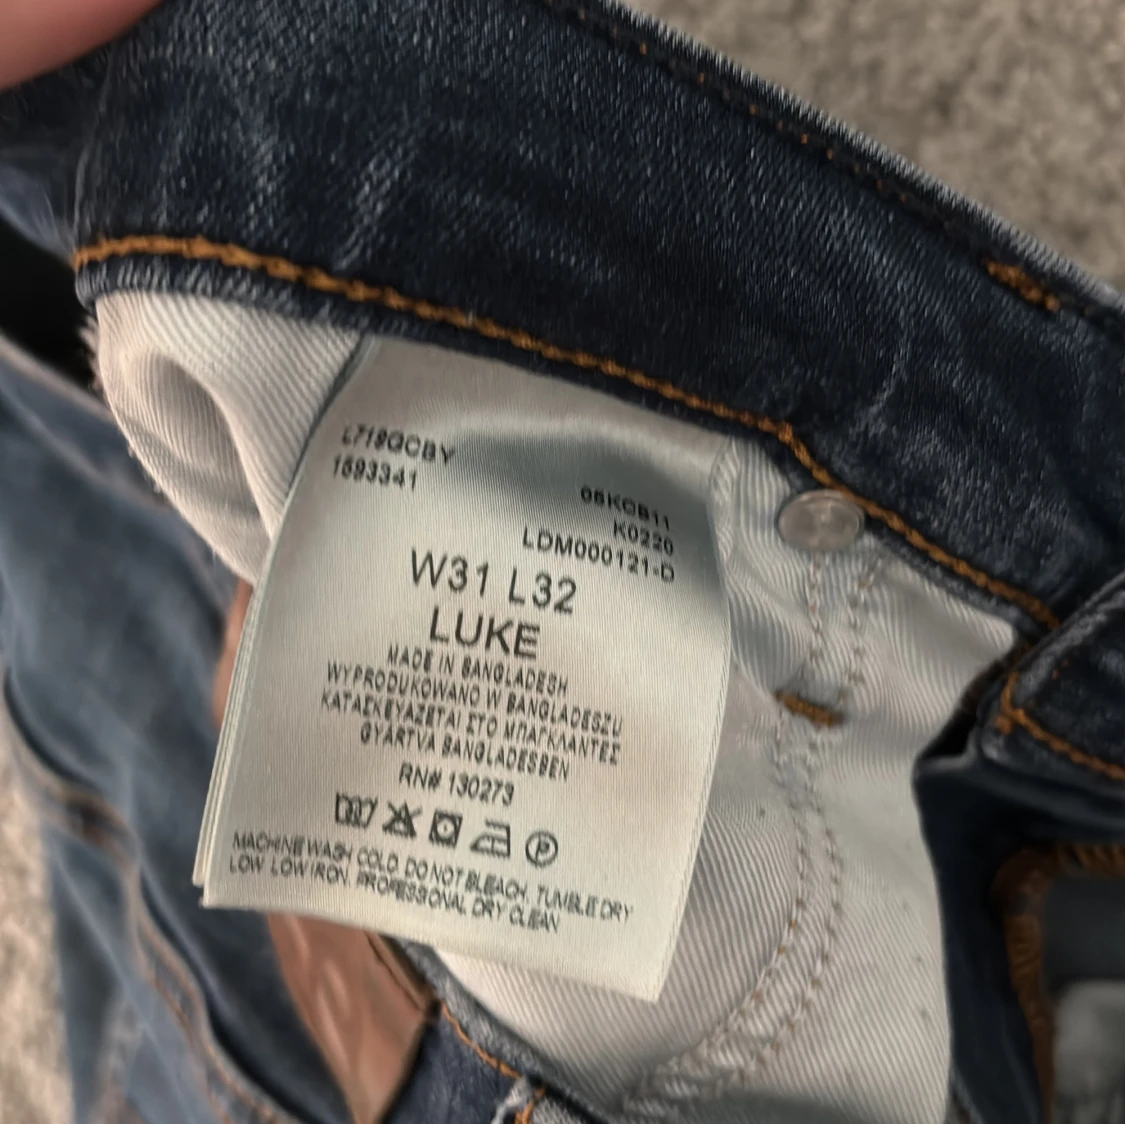 L719GCBY
1593341
05KCB11
K0220
LDM000121-D
W31 L32
LUKE
MADE IN BANGLADESH
WYPRODUKOWANO W BANGLADESZU
ΚΑΤΑΣΚΕΥΑΖΕΤΑΙ ΣΤΟ ΜΠΑΓΚΛΑΝΤΕΣ
GYÁRTVA BANGLADESBEN
RN# 130273
P
MACHINE WASH COLD. DO NOT BLEACH. TUMBLE DRY
LOW. LOW IRON. PROFESSIONAL DRY CLEAN